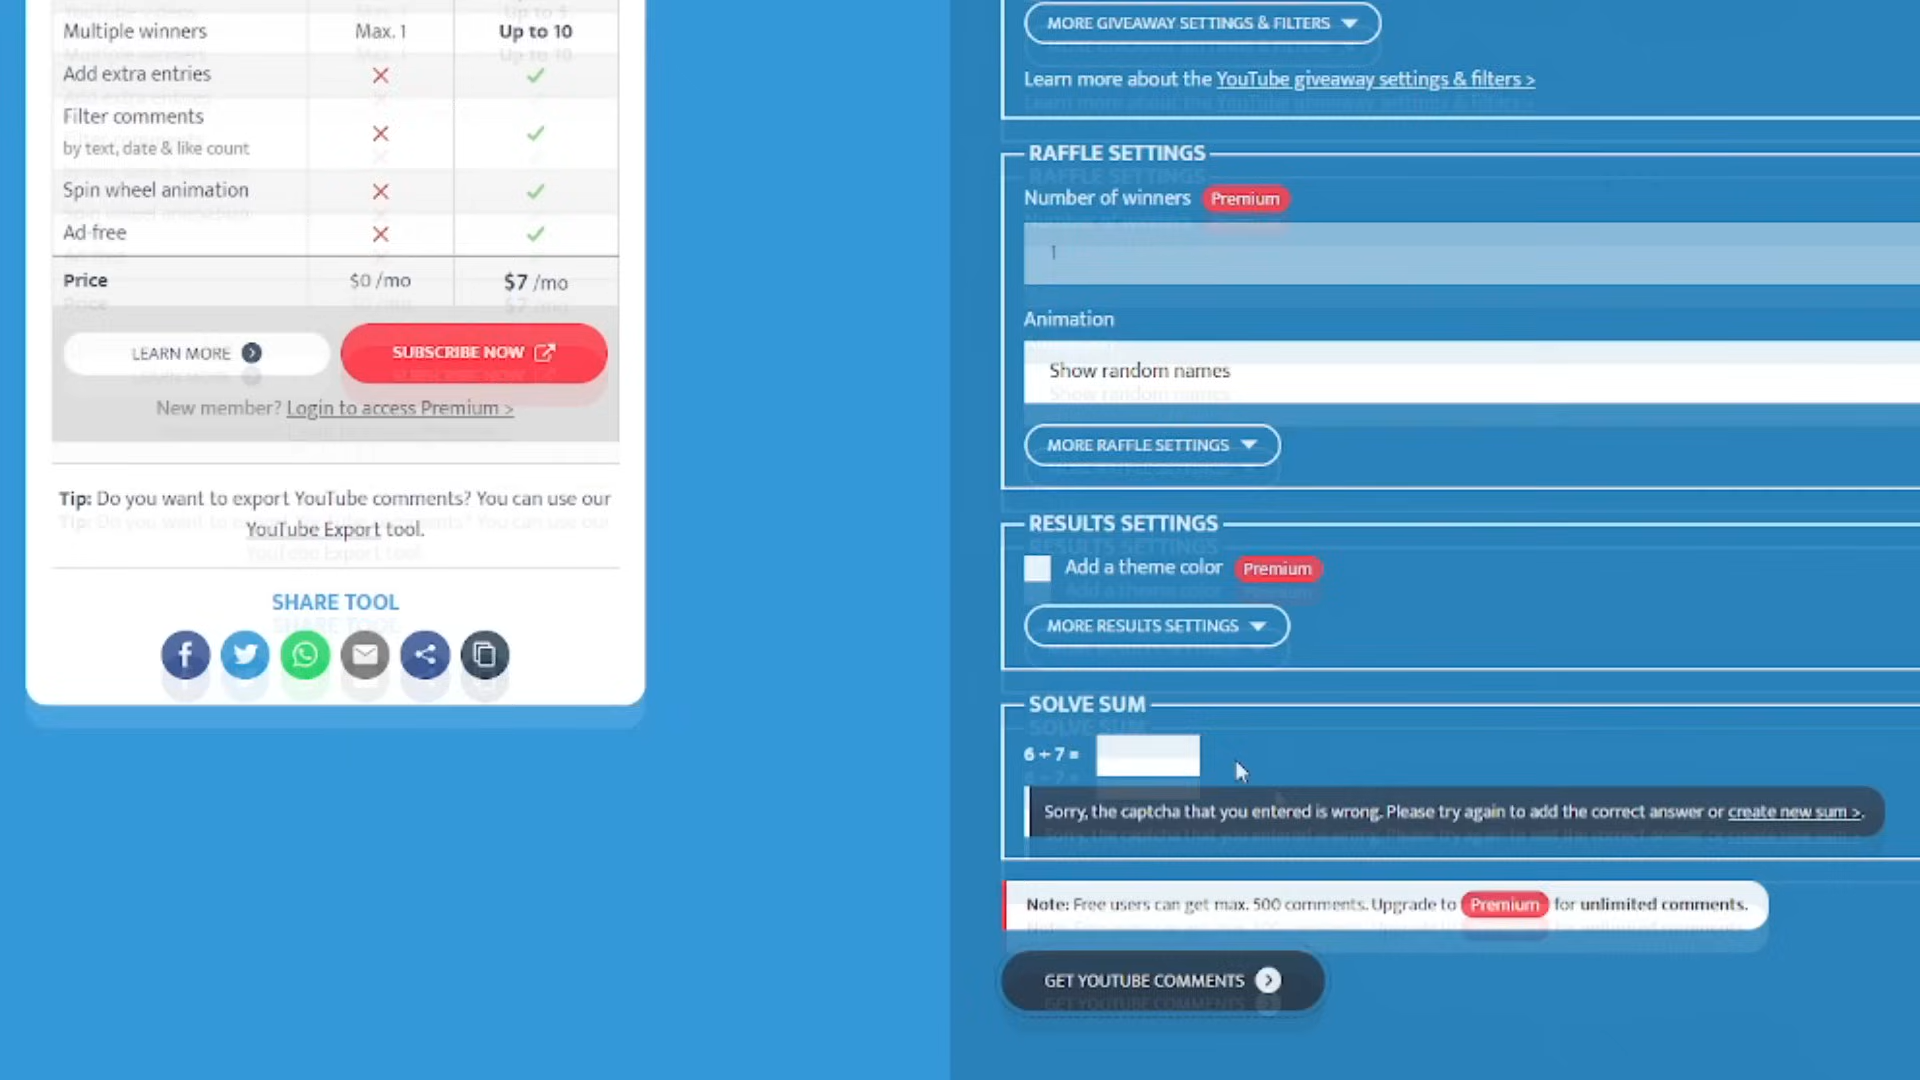 Up to 5
Multiple winners Max. 1 Up to 10
Add extra entries
Filter comments
by text, date & like count
Spin wheel animation
Ad-free
Price $0 /mo $7 /mo
LEARN MORE
SUBSCRIBE NOW
New member? Login to access Premium >
Tip: Do you want to export YouTube comments? You can use our
YouTube Export tool.
SHARE TOOL
MORE GIVEAWAY SETTINGS & FILTERS
Learn more about the YouTube giveaway settings & filters >
RAFFLE SETTINGS
Number of winners Premium
1
Animation
Show random names
MORE RAFFLE SETTINGS
RESULTS SETTINGS
Add a theme color Premium
MORE RESULTS SETTINGS
SOLVE SUM
6 + 7 =
Sorry, the captcha that you entered is wrong. Please try again to add the correct answer or create new sum >.
Note: Free users can get max. 500 comments. Upgrade to Premium for unlimited comments.
GET YOUTUBE COMMENTS